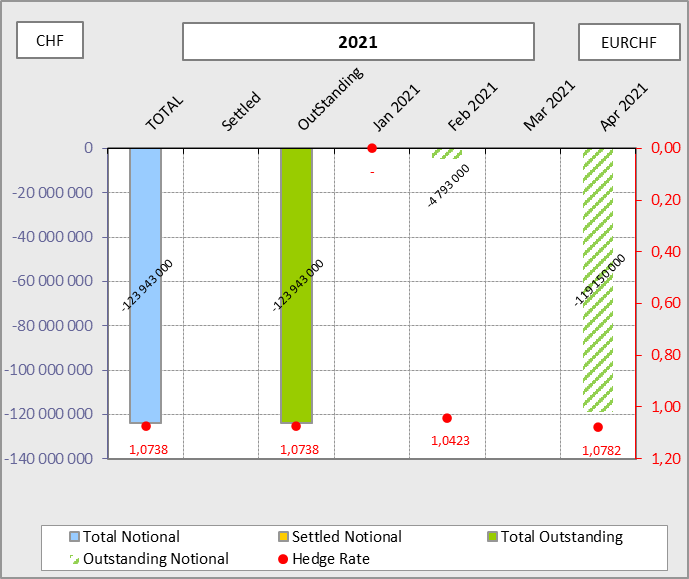 CHF
2021
EURCHF
TOTAL
Settled
OutStanding
Jan 2021
Feb 2021
Mar 2021
Apr 2021
0
-20 000 000
-40 000 000
-60 000 000
-80 000 000
-100 000 000
-120 000 000
-140 000 000
-123 943 000
-123 943 000
-
-4 793 000
-119 150 000
1,0738
1,0738
1,0423
1,0782
0,00
0,20
0,40
0,60
0,80
1,00
1,20
Total Notional
Settled Notional
Total Outstanding
Outstanding Notional
Hedge Rate